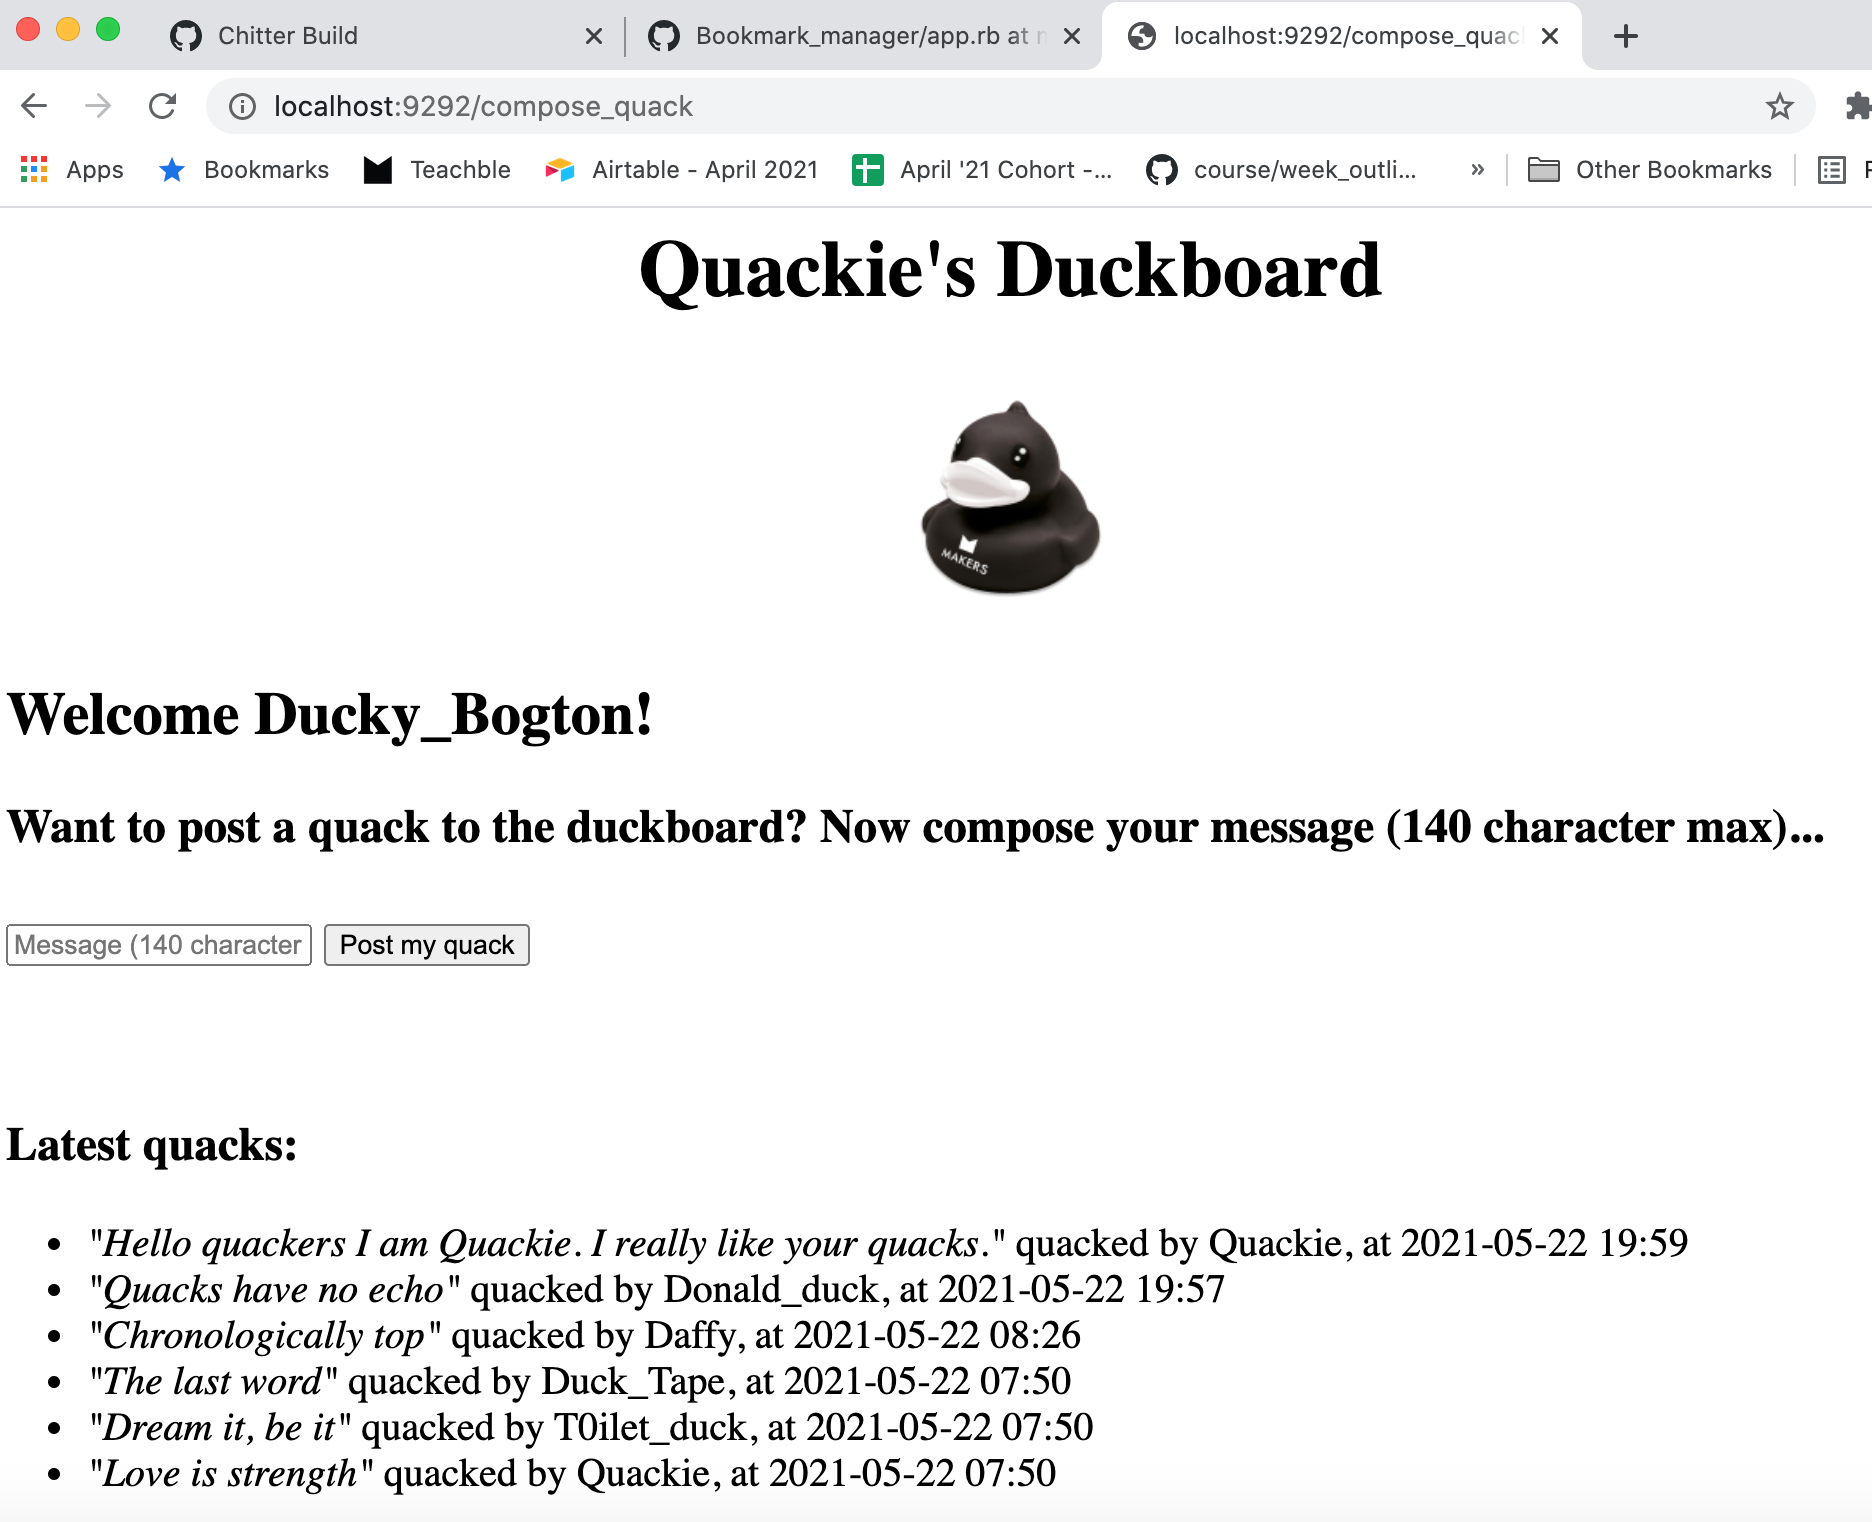 Chitter Build
Bookmark_manager/app.rb at
localhost:9292/compose_quac
localhost:9292/compose_quack
Apps Bookmarks Teachble Airtable - April 2021 April '21 Cohort -... course/week_outli... » Other Bookmarks
Quackie's Duckboard
MAKERS
Welcome Ducky_Bogton!
Want to post a quack to the duckboard? Now compose your message (140 character max)...
Message (140 character Post my quack
Latest quacks:
"Hello quackers I am Quackie. I really like your quacks." quacked by Quackie, at 2021-05-22 19:59
"Quacks have no echo" quacked by Donald_duck, at 2021-05-22 19:57
"Chronologically top" quacked by Daffy, at 2021-05-22 08:26
"The last word" quacked by Duck_Tape, at 2021-05-22 07:50
"Dream it, be it" quacked by T0ilet_duck, at 2021-05-22 07:50
"Love is strength" quacked by Quackie, at 2021-05-22 07:50